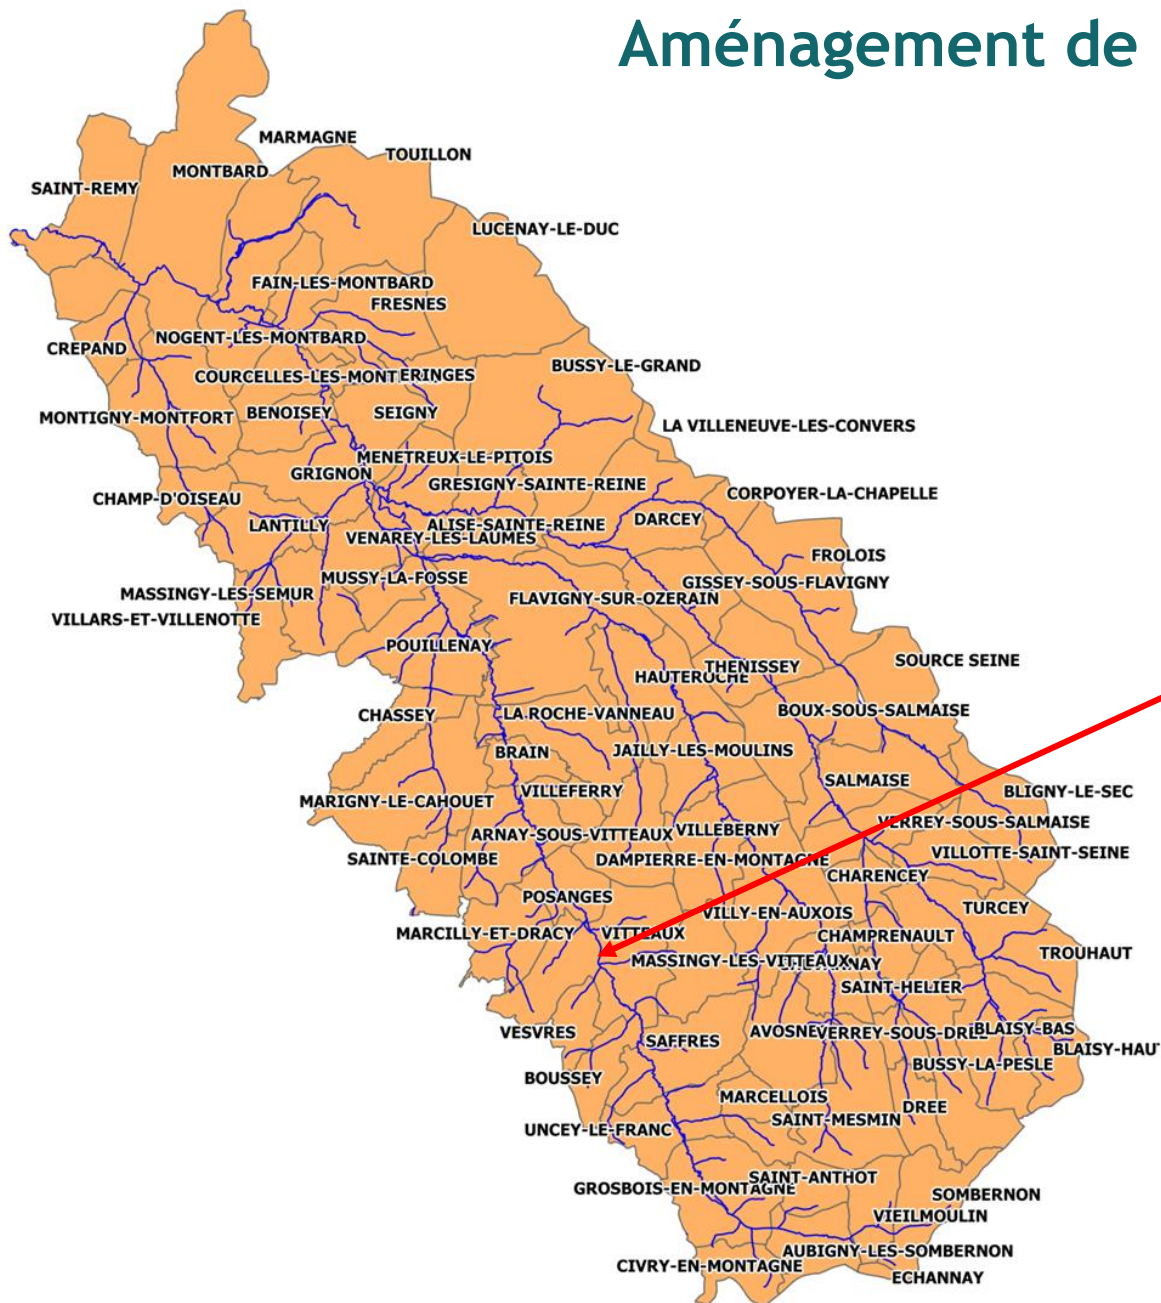 Aménagement de
MARMAGNE
TOUILLON
MONTBARD
SAINT-REMY
LUCENAY-LE-DUC
FAIN-LES-MONTBARD
FRESNES
NOGENT-LES-MONTBARD
CREPAND
BUSSY-LE-GRAND
COURCELLES-LES-MONT
ERINGES
BENOISEY
SEIGNY
MONTIGNY-MONTFORT
LA VILLENEUVE-LES-CONVERS
MENETREUX-LE-PITOIS
GRIGNON
GRESIGNY-SAINTE-REINE
CORPOYER-LA-CHAPELLE
CHAMP-D'OISEAU
DARCEY
LANTILLY
ALISE-SAINTE-REINE
VENAREY-LES-LAUMES
FROLOIS
MUSSY-LA-FOSSE
GISSEY-SOUS-FLAVIGNY
MASSINGY-LES-SEMUR
FLAVIGNY-SUR-OZERAIN
VILLARS-ET-VILLENOTTE
POUILLENAY
SOURCE SEINE
THENISSEY
HAUTEROCHE
BOUX-SOUS-SALMAISE
CHASSEY
LA ROCHE-VANNEAU
BRAIN
JAILLY-LES-MOULINS
SALMAISE
VILLEFERRY
BLIGNY-LE-SEC
MARIGNY-LE-CAHOUET
VERREY-SOUS-SALMAISE
ARNAY-SOUS-VITTEAUX
VILLEBERNY
VILLOTTE-SAINT-SEINE
SAINTE-COLOMBE
DAMPIERRE-EN-MONTAGNE
CHARENCEY
POSANGES
TURCEY
VILLY-EN-AUXOIS
MARCILLY-ET-DRACY
VITTEAUX
CHAMPRENAULT
TROUHAUT
MASSINGY-LES-VITTEAUX
NAY
SAINT-HELIER
VESVRES
SAFFRES
AVOSNE
VERREY-SOUS-DRE
BLAISY-BAS
BLAISY-HAU
BUSSY-LA-PESLE
BOUSSEY
MARCELLOIS
DREE
SAINT-MESMIN
UNCEY-LE-FRANC
SAINT-ANTHOT
GROSBOIS-EN-MONTAGNE
SOMBERNON
VIEILMOULIN
AUBIGNY-LES-SOMBERNON
CIVRY-EN-MONTAGNE
ECHANNAY